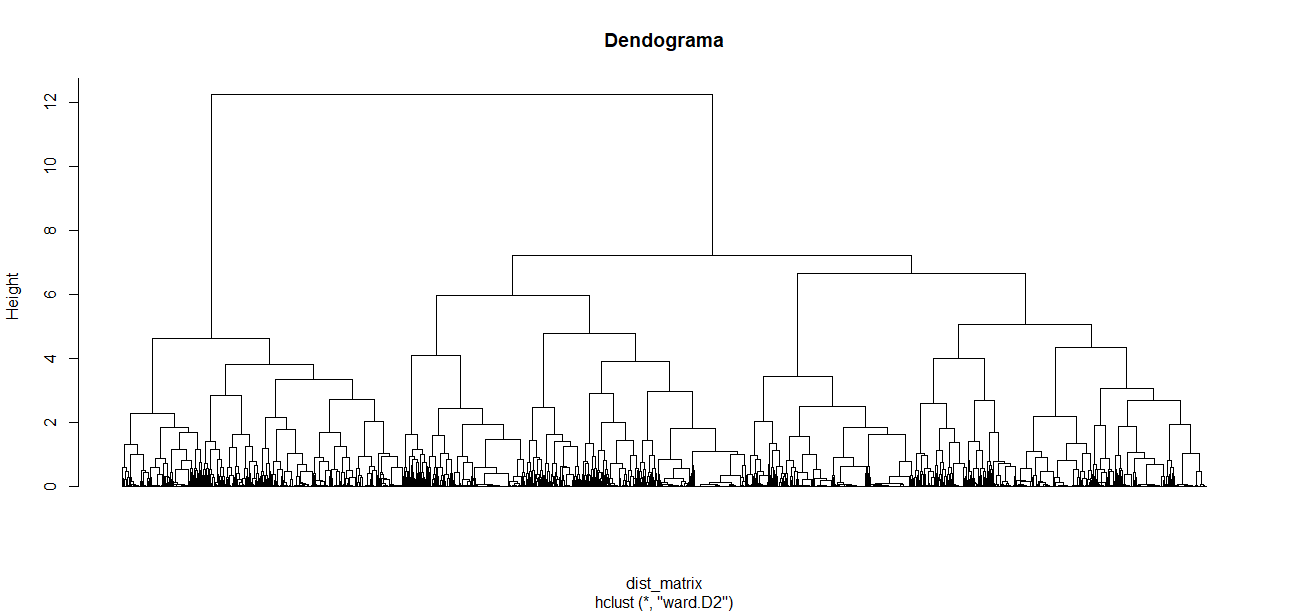 Dendograma
Height
12
10
8
6
4
2
0
dist_matrix
hclust (*, "ward.D2")